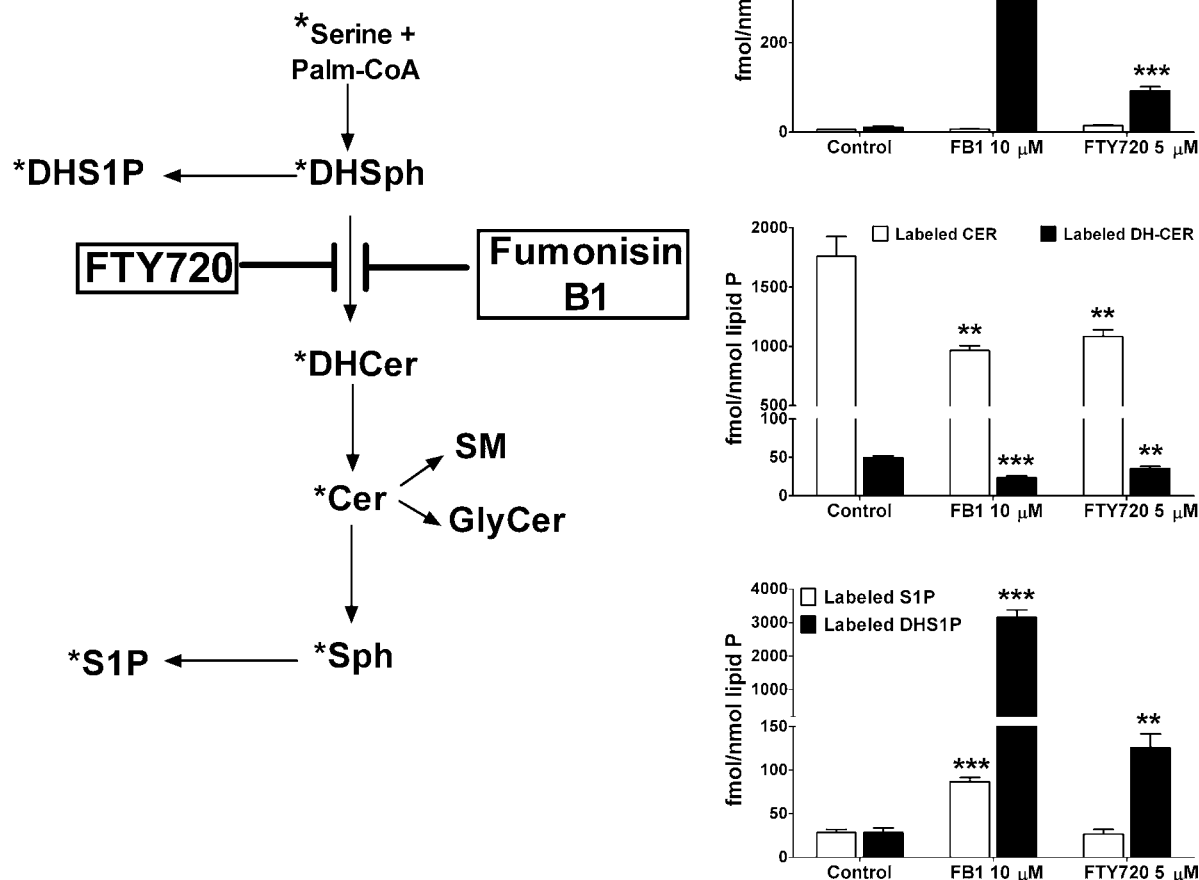 *Serine +
Palm-CoA
*DHS1P
*DHSph
FTY720
Fumonisin
B1
*DHCer
SM
*Cer
GlyCer
*S1P
*Sph
fmol/nm
200
***
0
Control
FB1 10 μM
FTY720 5 μM
2000
Labeled CER
Labeled DH-CER
1500
fmol/nmol lipid P
**
**
1000
500
100
50
***
**
0
Control
FB1 10 μM
FTY720 5 μM
4000
Labeled S1P
***
3000
Labeled DHS1P
fmol/nmol lipid P
2000
1000
150
**
100
***
50
0
Control
FB1 10 μM
FTY720 5 μM